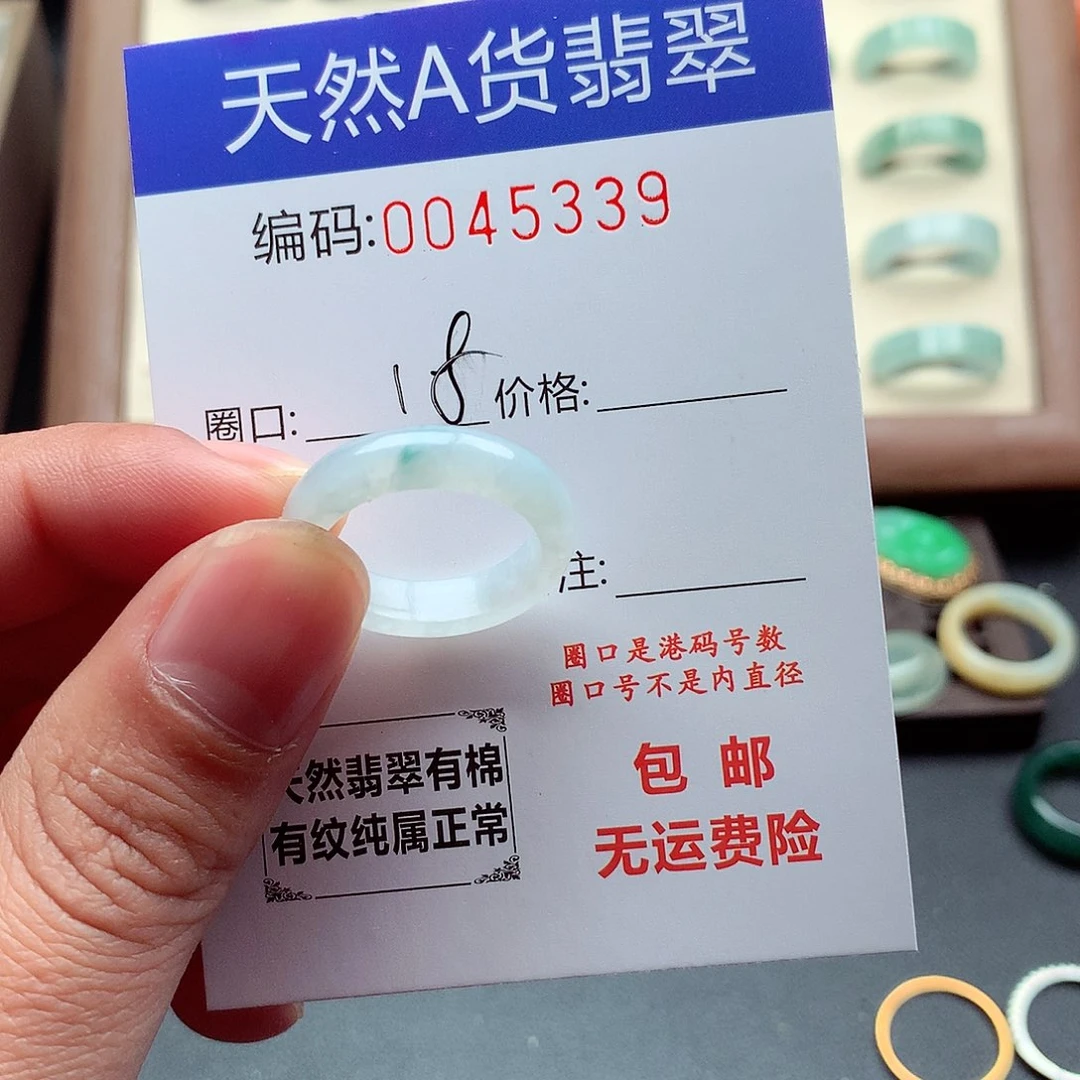 天然A货翡翠
编码:0045339
圈口: 18 价格:
注:
圈口是港码号数
圈口号不是内直径
天然翡翠有棉
有纹纯属正常
包 邮
无运费险